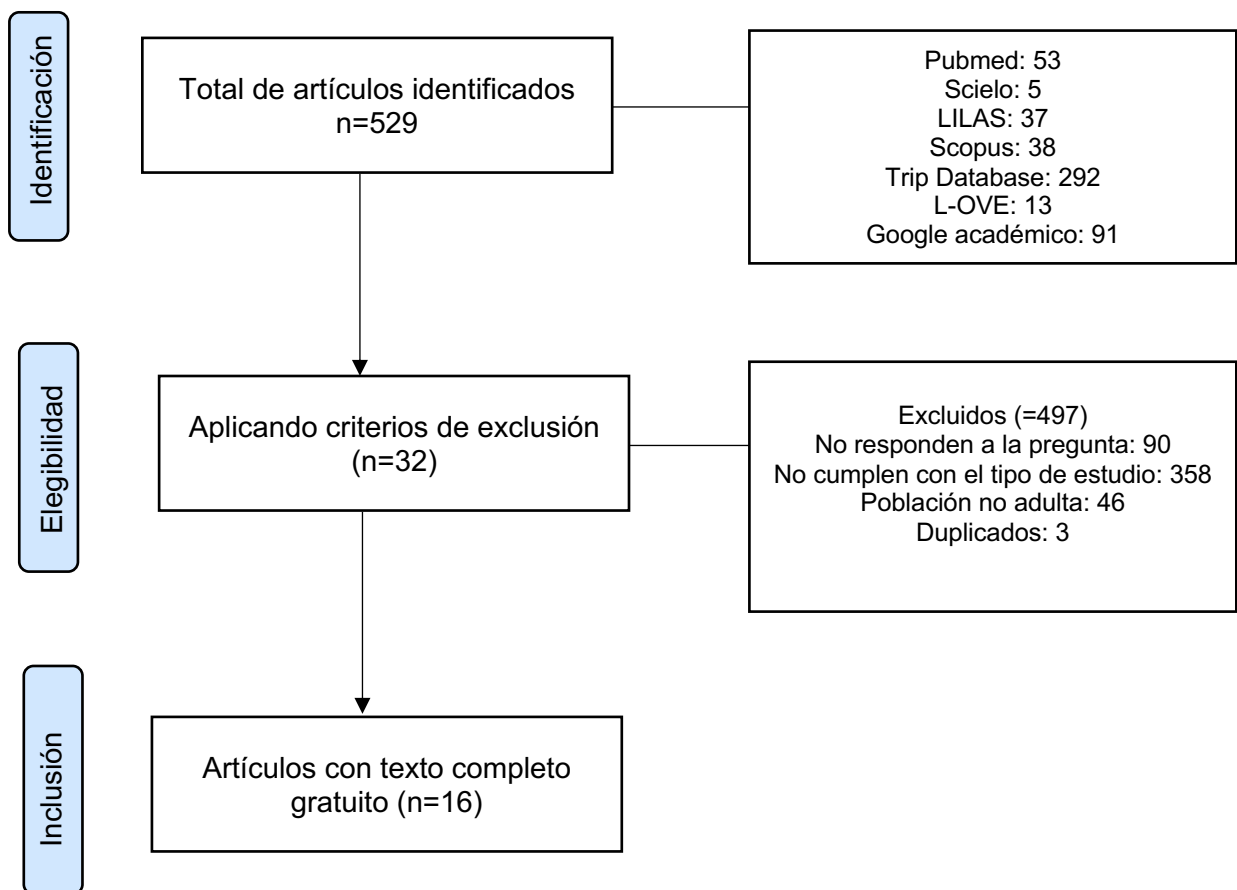 Identificación
Total de artículos identificados
n=529
Pubmed: 53
Scielo: 5
LILAS: 37
Scopus: 38
Trip Database: 292
L-OVE: 13
Google académico: 91
Elegibilidad
Aplicando criterios de exclusión
(n=32)
Excluidos (=497)
No responden a la pregunta: 90
No cumplen con el tipo de estudio: 358
Población no adulta: 46
Duplicados: 3
Inclusión
Artículos con texto completo
gratuito (n=16)